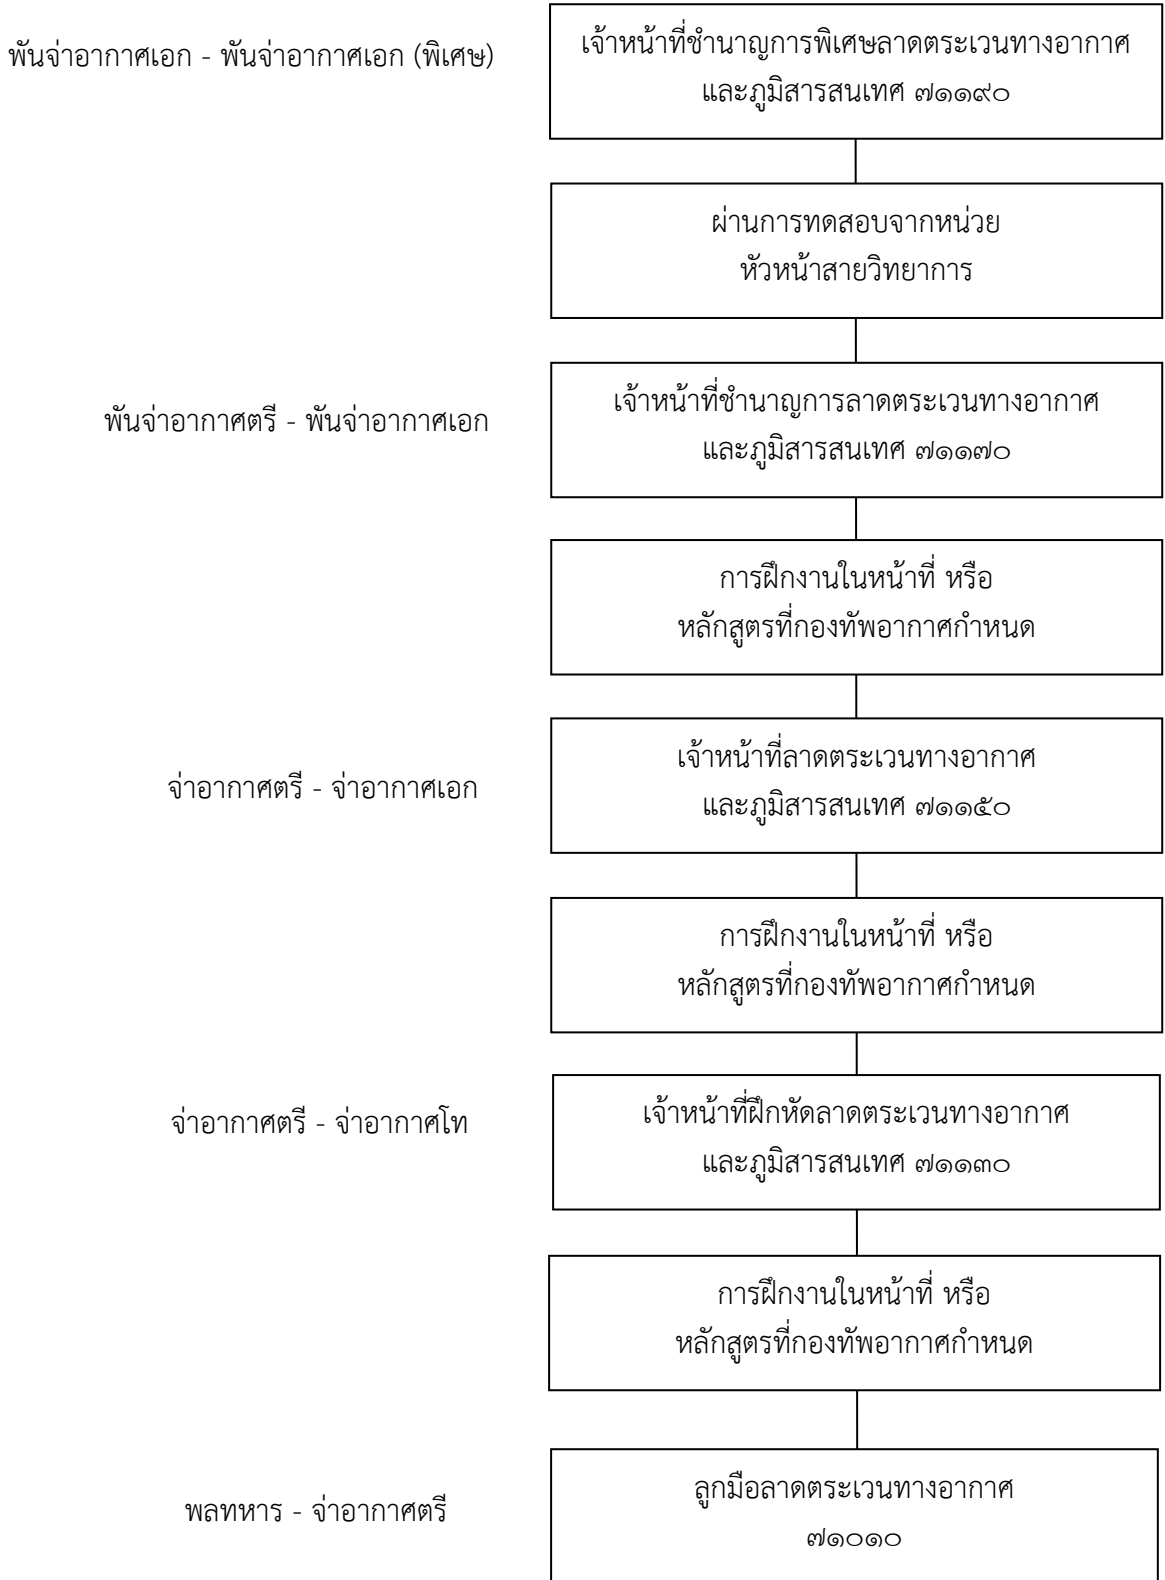 พันจ่าอากาศเอก - พันจ่าอากาศเอก (พิเศษ)
เจ้าหน้าที่ชำนาญการพิเศษลาดตระเวนทางอากาศ
และภูมิสารสนเทศ ๗๑๑๙๐
ผ่านการทดสอบจากหน่วย
หัวหน้าสายวิทยาการ
พันจ่าอากาศตรี - พันจ่าอากาศเอก
เจ้าหน้าที่ชำนาญการลาดตระเวนทางอากาศ
และภูมิสารสนเทศ ๗๑๑๗๐
การฝึกงานในหน้าที่ หรือ
หลักสูตรที่กองทัพอากาศกำหนด
จ่าอากาศตรี - จ่าอากาศเอก
เจ้าหน้าที่ลาดตระเวนทางอากาศ
และภูมิสารสนเทศ ๗๑๑๕๐
การฝึกงานในหน้าที่ หรือ
หลักสูตรที่กองทัพอากาศกำหนด
จ่าอากาศตรี - จ่าอากาศโท
เจ้าหน้าที่ฝึกหัดลาดตระเวนทางอากาศ
และภูมิสารสนเทศ ๗๑๑๓๐
การฝึกงานในหน้าที่ หรือ
หลักสูตรที่กองทัพอากาศกำหนด
พลทหาร - จ่าอากาศตรี
ลูกมือลาดตระเวนทางอากาศ
๗๑๐๑๐